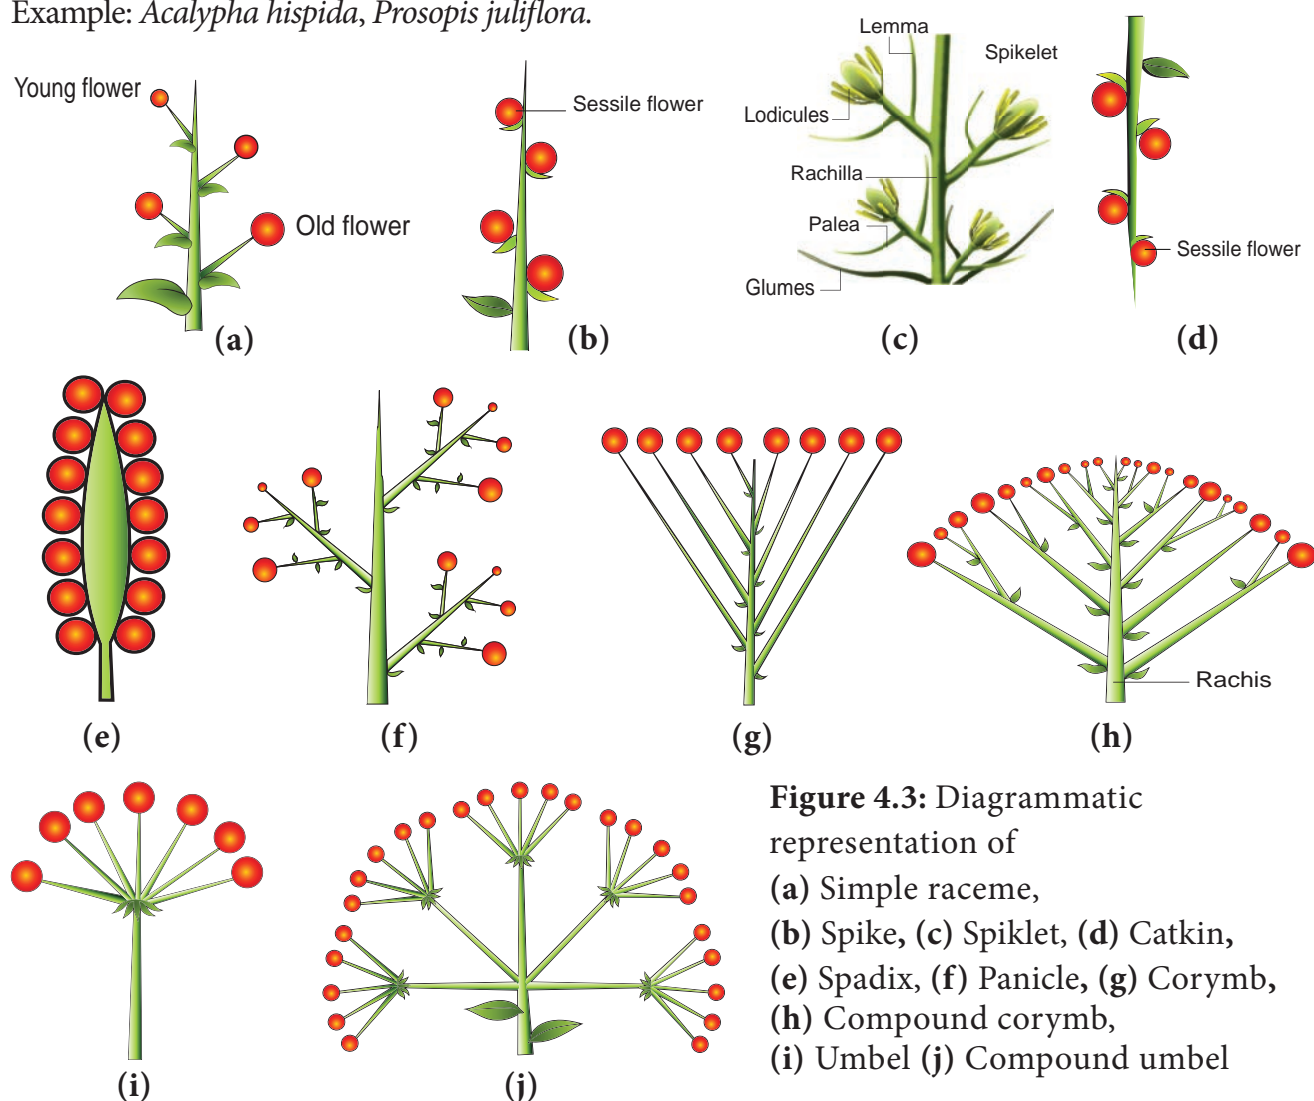 Example: Acalypha hispida, Prosopis juliflora.
Young flower
Old flower
(a)
Sessile flower
(b)
Lemma
Spikelet
Lodicules
Rachilla
Palea
Glumes
(c)
Sessile flower
(d)
(e)
(f)
(g)
Rachis
(h)
(i)
(j)
Figure 4.3: Diagrammatic
representation of
(a) Simple raceme,
(b) Spike, (c) Spiklet, (d) Catkin,
(e) Spadix, (f) Panicle, (g) Corymb,
(h) Compound corymb,
(i) Umbel (j) Compound umbel